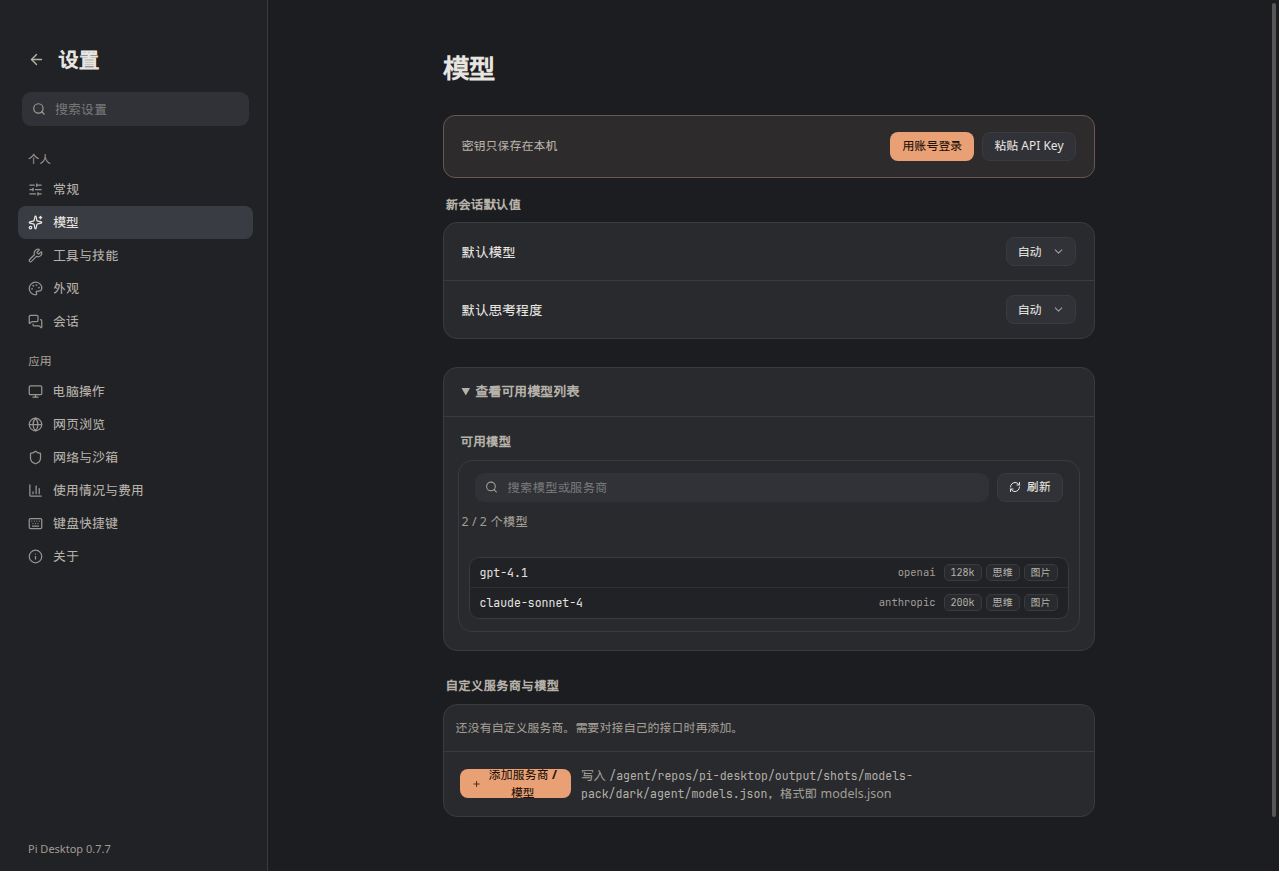 设置
搜索设置
个人
常规
模型
工具与技能
外观
会话
应用
电脑操作
网页浏览
网络与沙箱
使用情况与费用
键盘快捷键
关于
Pi Desktop 0.7.7
模型
密钥只保存在本机
用账号登录
粘贴 API Key
新会话默认值
默认模型
自动
默认思考程度
自动
查看可用模型列表
可用模型
搜索模型或服务商
刷新
2 / 2 个模型
gpt-4.1 openai 128k 思维 图片
claude-sonnet-4 anthropic 200k 思维 图片
自定义服务商与模型
还没有自定义服务商。需要对接自己的接口时再添加。
添加服务商 /
模型
写入 /agent/repos/pi-desktop/output/shots/models-
pack/dark/agent/models.json，格式即 models.json